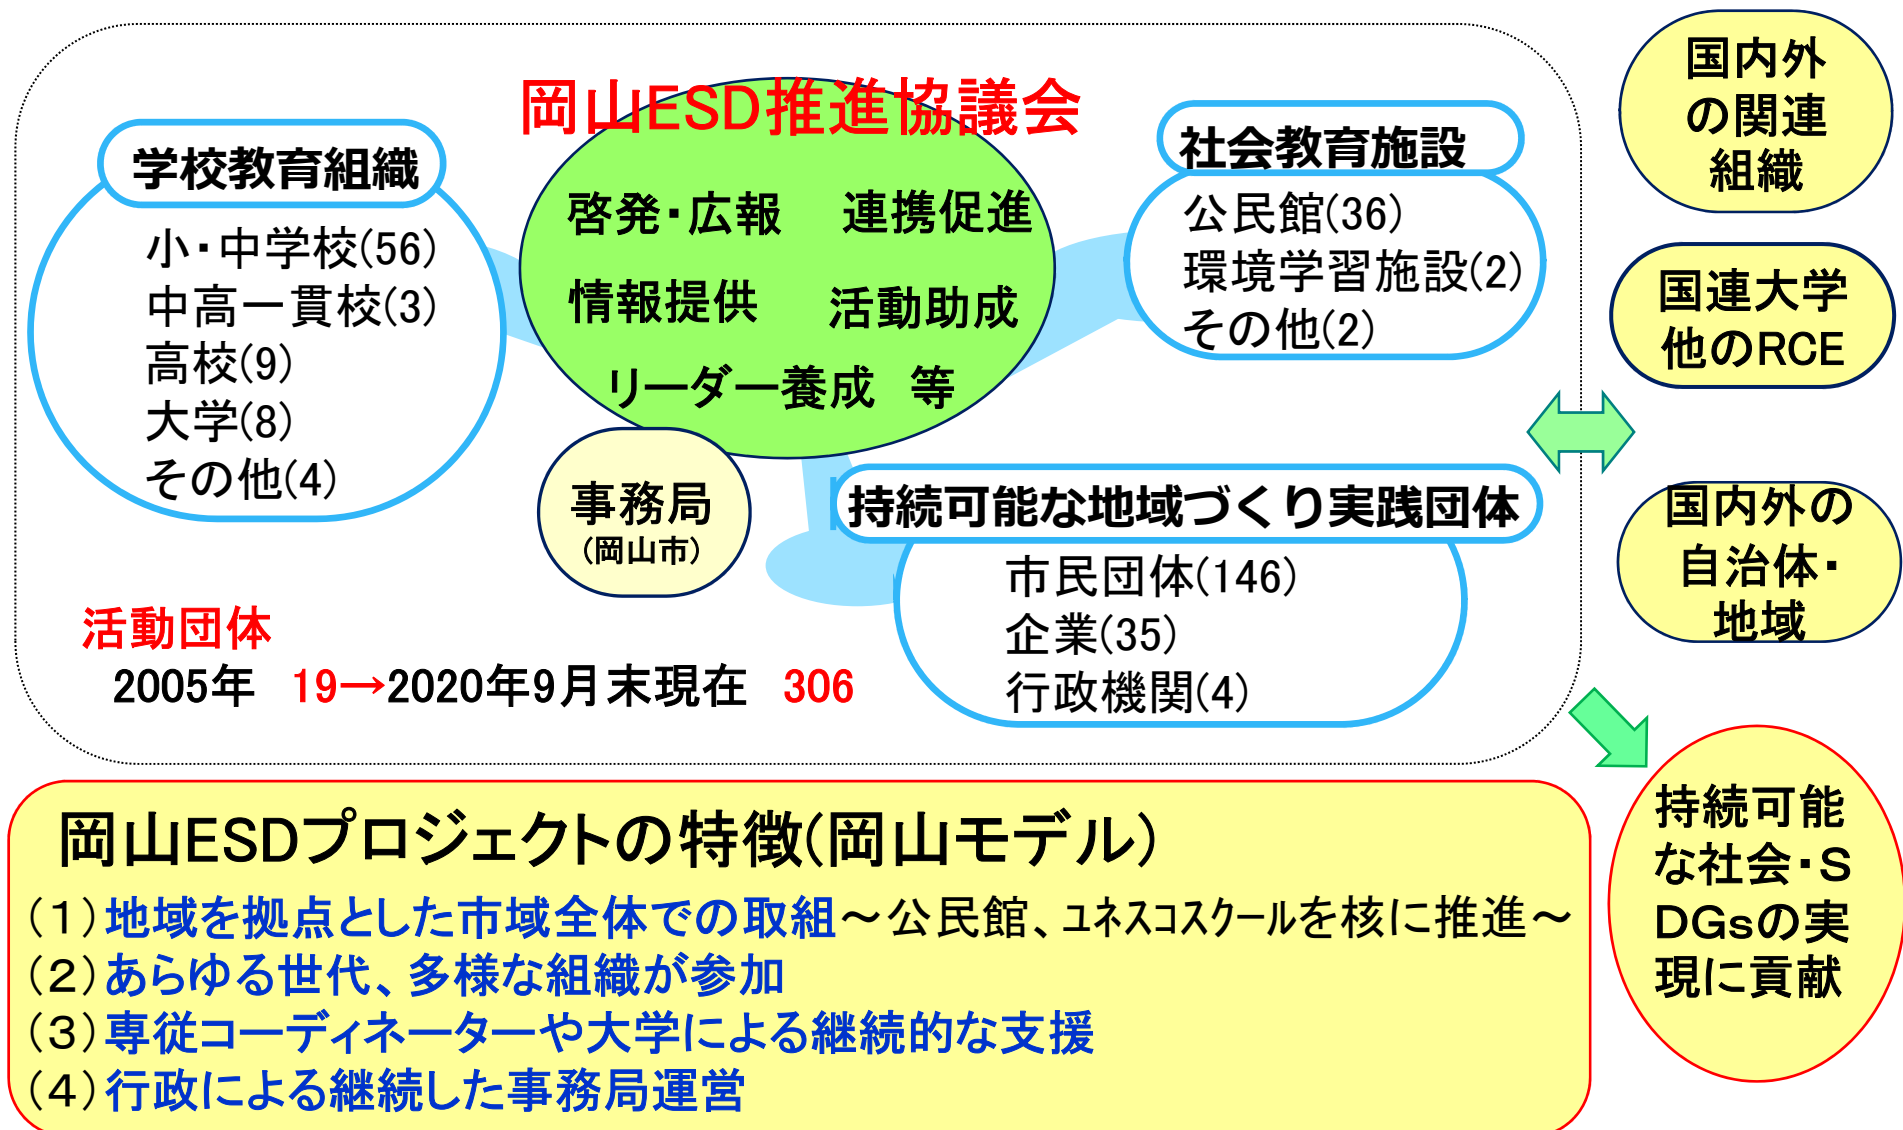 岡山ESD推進協議会
啓発・広報　連携促進
情報提供　活動助成
リーダー養成　等
学校教育組織
小・中学校(56)
中高一貫校(3)
高校(9)
大学(8)
その他(4)
社会教育施設
公民館(36)
環境学習施設(2)
その他(2)
事務局
(岡山市)
持続可能な地域づくり実践団体
市民団体(146)
企業(35)
行政機関(4)
活動団体
2005年　19→2020年9月末現在　306
国内外
の関連
組織
国連大学
他のRCE
国内外の
自治体・
地域
持続可能
な社会・S
DGsの実
現に貢献
岡山ESDプロジェクトの特徴(岡山モデル)
(1)地域を拠点とした市域全体での取組～公民館、ユネスコスクールを核に推進～
(2)あらゆる世代、多様な組織が参加
(3)専従コーディネーターや大学による継続的な支援
(4)行政による継続した事務局運営